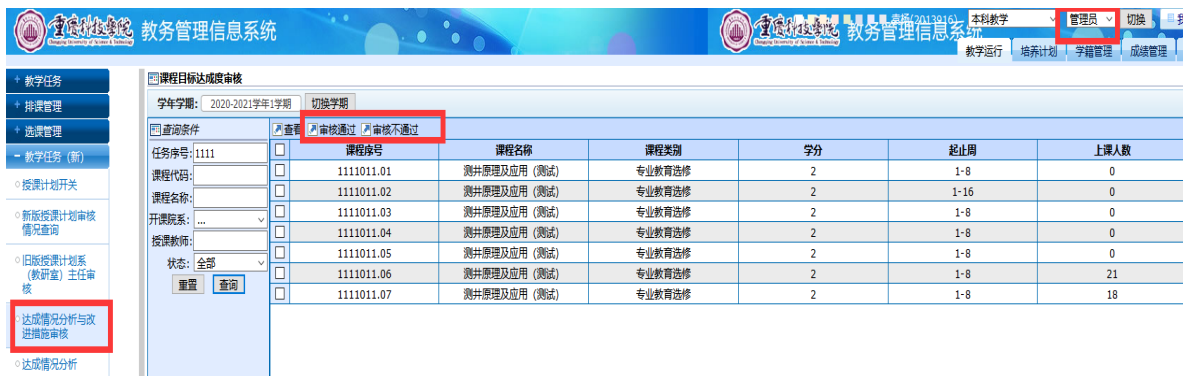 重庆科技学院 教务管理信息系统
重庆科技学院 教务管理信息系统 (2013916) 本科教学 管理员 切换 我
教学运行 培养计划 学籍管理 成绩管理
+ 教学任务
+ 排课管理
+ 选课管理
- 教学任务（新）
授课计划开关
新版授课计划审核
情况查询
旧版授课计划系
（教研室）主任审
核
达成情况分析与改
进措施审核
达成情况分析
课程目标达成度审核
学年学期: 2020-2021学年1学期 切换学期
查询条件
任务序号: 1111
课程代码:
课程名称:
开课院系: ...
授课教师:
状态: 全部
重置 查询
查看 审核通过 审核不通过
课程序号 课程名称 课程类别 学分 起止周 上课人数
1111011.01 测井原理及应用（测试） 专业教育选修 2 1-8 0
1111011.02 测井原理及应用（测试） 专业教育选修 2 1-16 0
1111011.03 测井原理及应用（测试） 专业教育选修 2 1-8 0
1111011.04 测井原理及应用（测试） 专业教育选修 2 1-8 0
1111011.05 测井原理及应用（测试） 专业教育选修 2 1-8 0
1111011.06 测井原理及应用（测试） 专业教育选修 2 1-8 21
1111011.07 测井原理及应用（测试） 专业教育选修 2 1-8 18